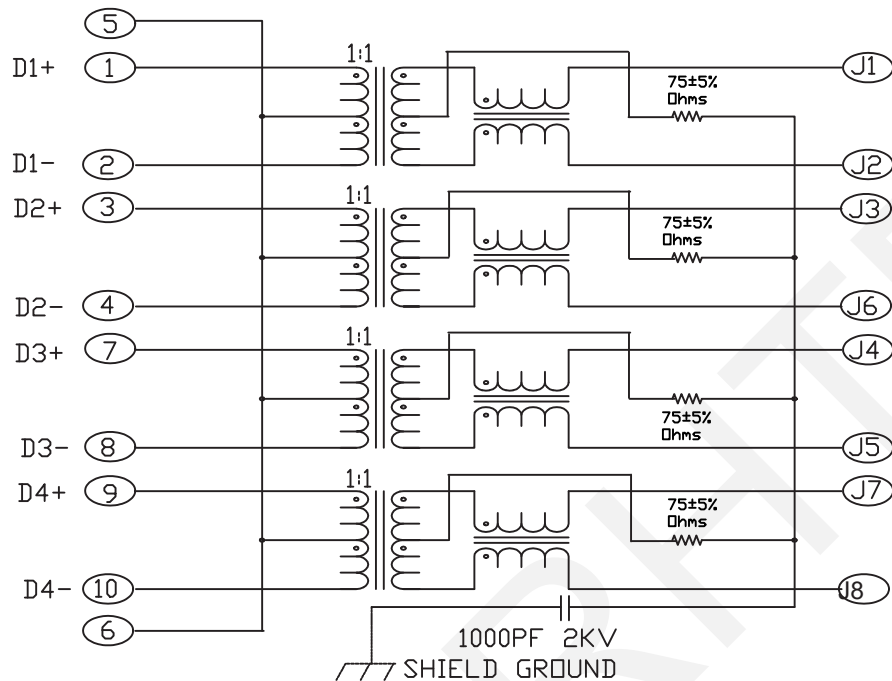 5
1:1
D1+ 1 J1
75±5%
Ohms
D1- 2 J2
1:1
D2+ 3 J3
75±5%
Ohms
D2- 4 J6
1:1
D3+ 7 J4
75±5%
Ohms
D3- 8 J5
1:1
D4+ 9 J7
75±5%
Ohms
D4- 10 J8
6
1000PF 2KV
SHIELD GROUND